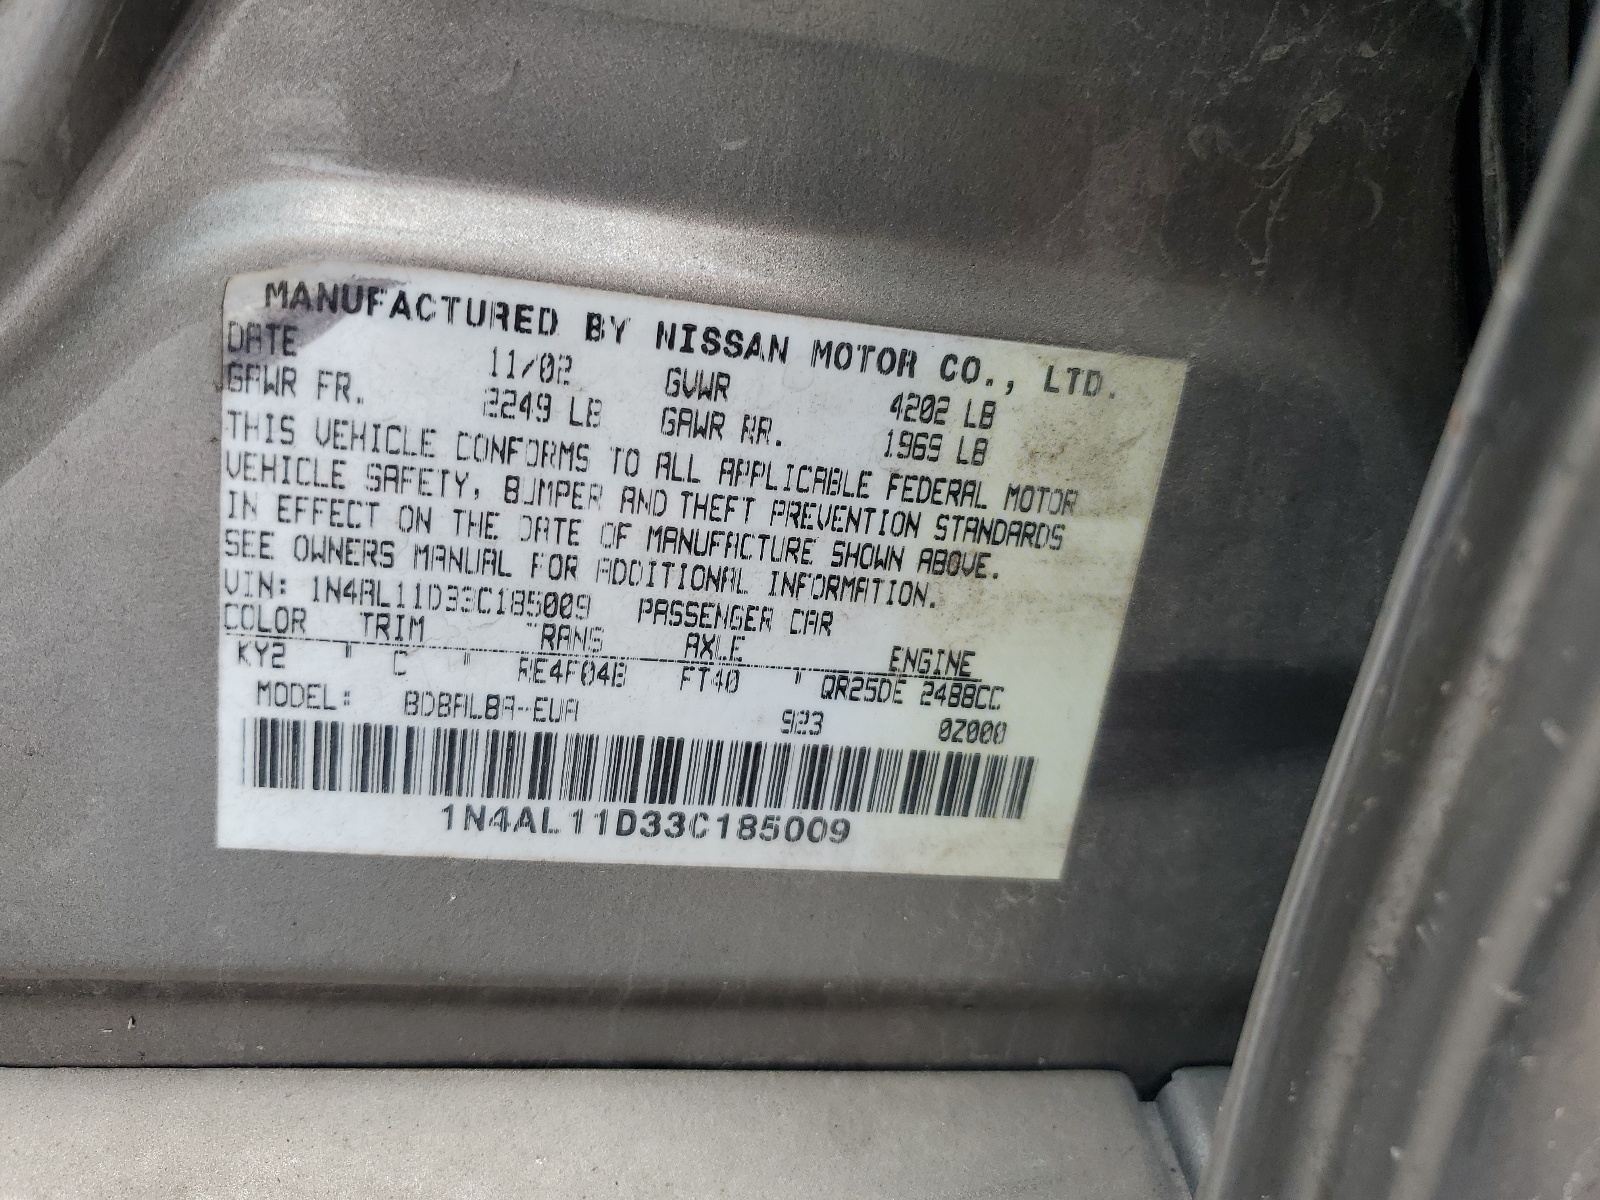 MANUFACTURED BY NISSAN MOTOR CO., LTD.
DATE 11/02 GVWR 4202 LB
GAWR FR. 2249 LB GAWR RR. 1969 LB
THIS VEHICLE CONFORMS TO ALL APPLICABLE FEDERAL MOTOR
VEHICLE SAFETY, BUMPER AND THEFT PREVENTION STANDARDS
IN EFFECT ON THE DATE OF MANUFACTURE SHOWN ABOVE.
SEE OWNERS MANUAL FOR ADDITIONAL INFORMATION.
VIN: 1N4AL11D33C185009 PASSENGER CAR
COLOR TRIM TRANS AXLE ENGINE
KY2 " C " RE4F04B FT40 " QR25DE 2488CC
MODEL: BDBALBA-EUA 923 0Z000
1N4AL11D33C185009